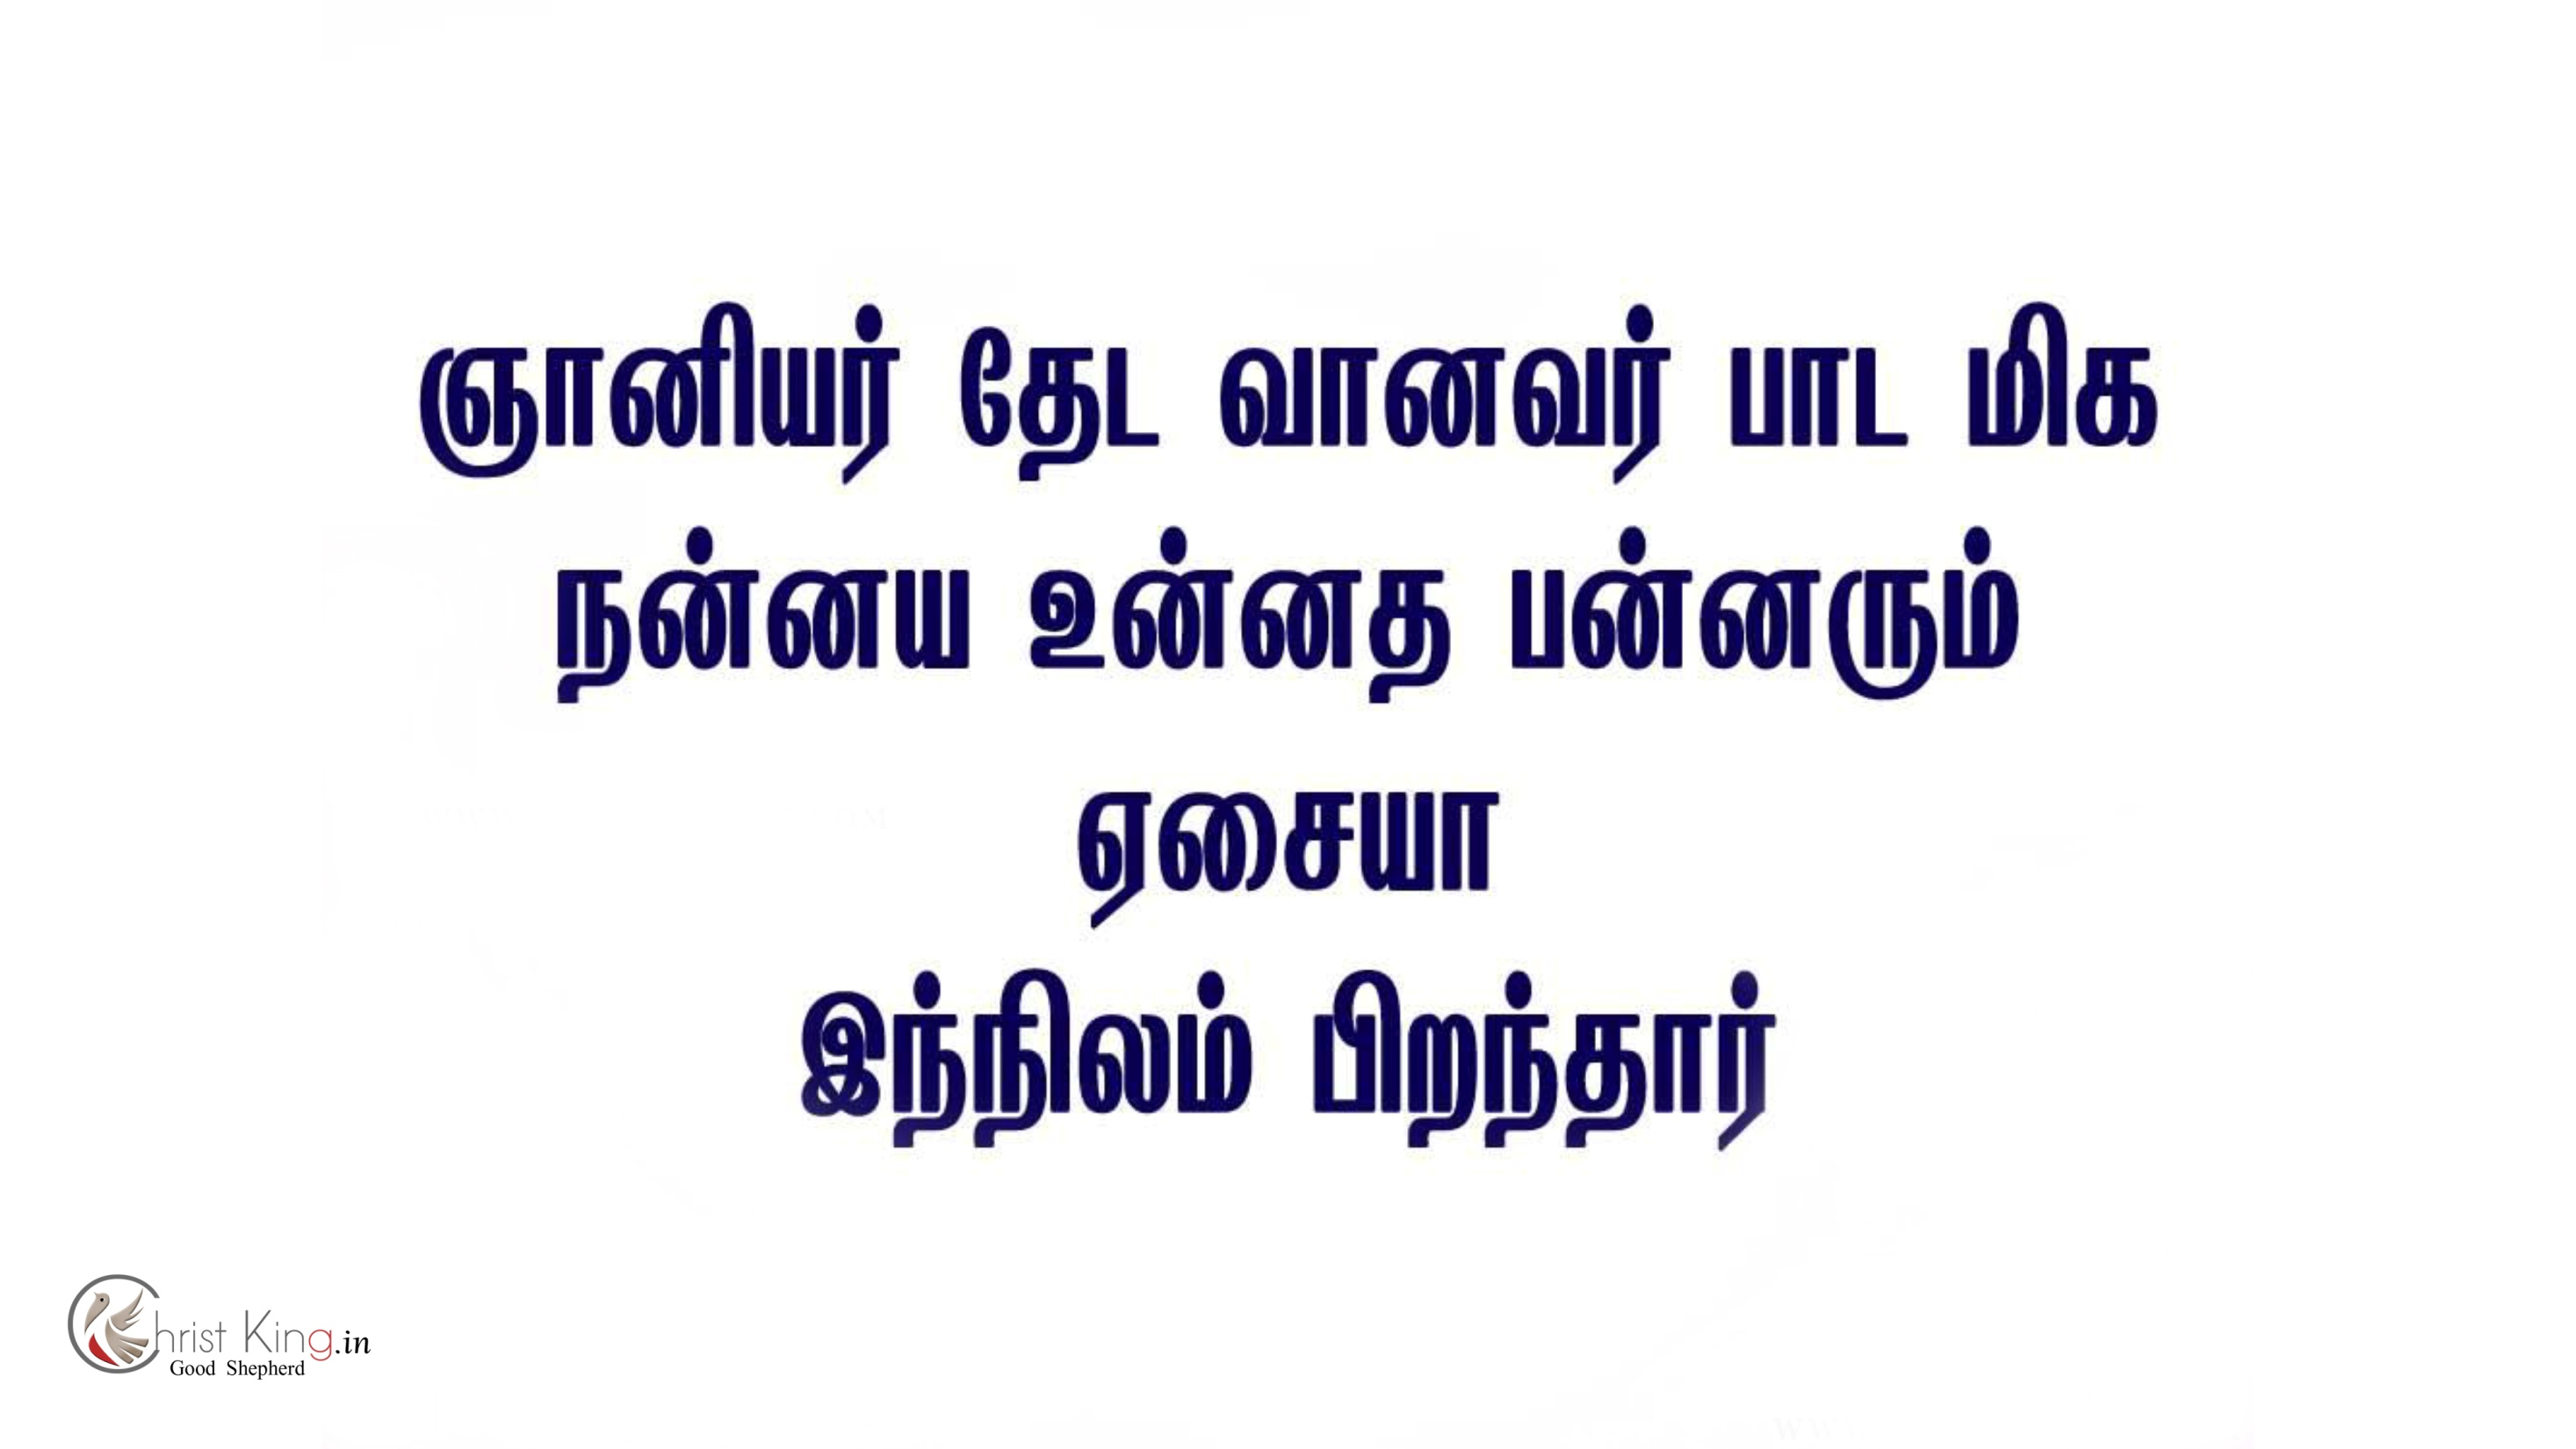 ஞானியர் தேட வானவர் பாட மிக
நன்னய உன்னத பன்னரும்
ஏசையா
இந்நிலம் பிறந்தார்
Christ King.in
Good Shepherd